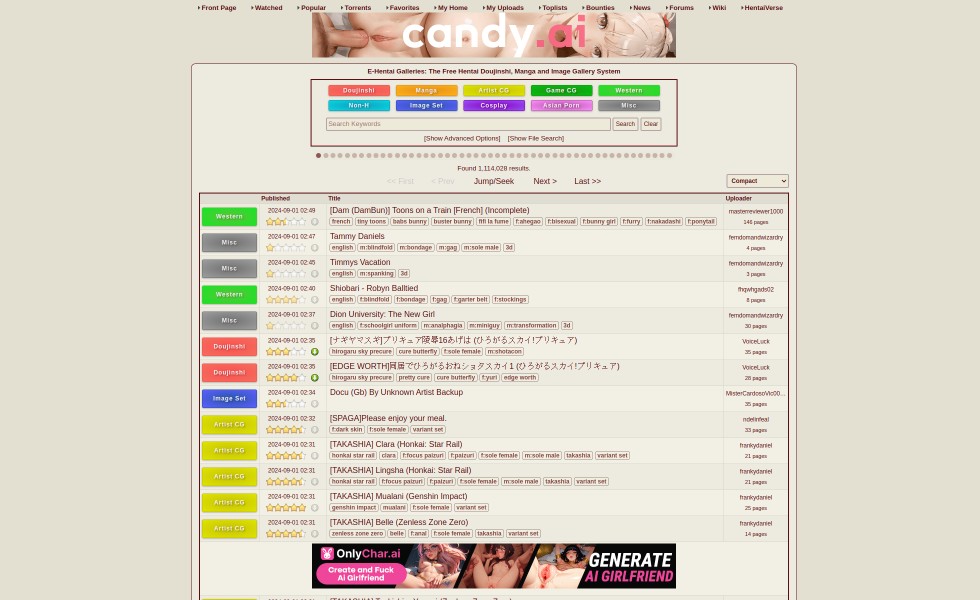 Front Page Watched Popular Torrents Favorites My Home My Uploads Toplists Bounties News Forums Wiki HentaiVerse
candy.ai
E-Hentai Galleries: The Free Hentai Doujinshi, Manga and Image Gallery System
Doujinshi Manga Artist CG Game CG Western
Non-H Image Set Cosplay Asian Porn Misc
Search Keywords Search Clear
[Show Advanced Options] [Show File Search]
Found 1,114,028 results.
<< First < Prev Jump/Seek Next > Last >> Compact
Published Title Uploader
Western 2024-09-01 02:49 [Dam (DamBun)] Toons on a Train [French] (Incomplete) masterreviewer1000
french tiny toons babs bunny buster bunny fifi la fume f:ahegao f:bisexual f:bunny girl f:furry f:nakadashi f:ponytail 146 pages
Misc 2024-09-01 02:47 Tammy Daniels femdomandwizardry
english m:blindfold m:bondage m:gag m:sole male 3d 4 pages
Misc 2024-09-01 02:45 Timmys Vacation femdomandwizardry
english m:spanking 3d 3 pages
Western 2024-09-01 02:40 Shiobari - Robyn Balltied fhqwhgads02
english f:blindfold f:bondage f:gag f:garter belt f:stockings 8 pages
Misc 2024-09-01 02:37 Dion University: The New Girl femdomandwizardry
english f:schoolgirl uniform m:analphagia m:miniguy m:transformation 3d 30 pages
Doujinshi 2024-09-01 02:35 [ナギヤマスギ]プリキュア陵辱16あげは (ひろがるスカイ!プリキュア) VoiceLuck
hirogaru sky precure cure butterfly f:sole female m:shotacon 35 pages
Doujinshi 2024-09-01 02:35 [EDGE WORTH]同居でひろがるおねショタスカイ1 (ひろがるスカイ!プリキュア) VoiceLuck
hirogaru sky precure pretty cure cure butterfly f:yuri edge worth 28 pages
Image Set 2024-09-01 02:34 Docu (Gb) By Unknown Artist Backup MisterCardosoVic00...
35 pages
Artist CG 2024-09-01 02:32 [SPAGA]Please enjoy your meal. ndelinfeal
f:dark skin f:sole female variant set 33 pages
Artist CG 2024-09-01 02:31 [TAKASHIA] Clara (Honkai: Star Rail) frankydaniel
honkai star rail clara f:focus paizuri f:paizuri f:sole female m:sole male takashia variant set 21 pages
Artist CG 2024-09-01 02:31 [TAKASHIA] Lingsha (Honkai: Star Rail) frankydaniel
honkai star rail f:focus paizuri f:paizuri f:sole female m:sole male takashia variant set 21 pages
Artist CG 2024-09-01 02:31 [TAKASHIA] Mualani (Genshin Impact) frankydaniel
genshin impact mualani f:sole female variant set 25 pages
Artist CG 2024-09-01 02:31 [TAKASHIA] Belle (Zenless Zone Zero) frankydaniel
zenless zone zero belle f:anal f:sole female takashia variant set 14 pages
OnlyChar.ai
Create and Fuck
Ai Girlfriend
GENERATE
AI GIRLFRIEND